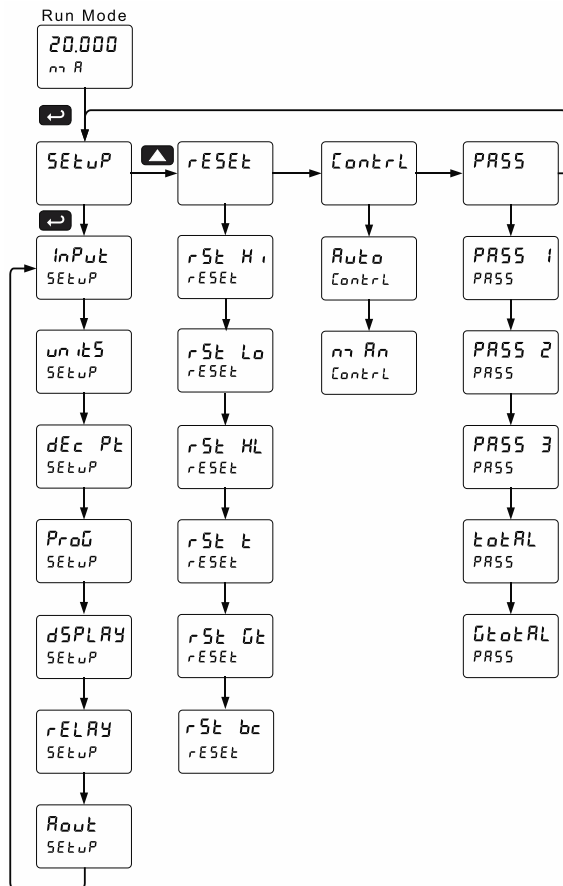 Run Mode
20.000
mA
SEtuP
rESEt
ContrL
PASS
InPut
SEtuP
unitS
SEtuP
dEc Pt
SEtuP
ProG
SEtuP
dSPLAY
SEtuP
rELAY
SEtuP
Aout
SEtuP
rSt Hi
rESEt
rSt Lo
rESEt
rSt HL
rESEt
rSt t
rESEt
rSt Gt
rESEt
rSt bc
rESEt
Auto
ContrL
mAn
ContrL
PASS 1
PASS
PASS 2
PASS
PASS 3
PASS
totAL
PASS
GtotAL
PASS